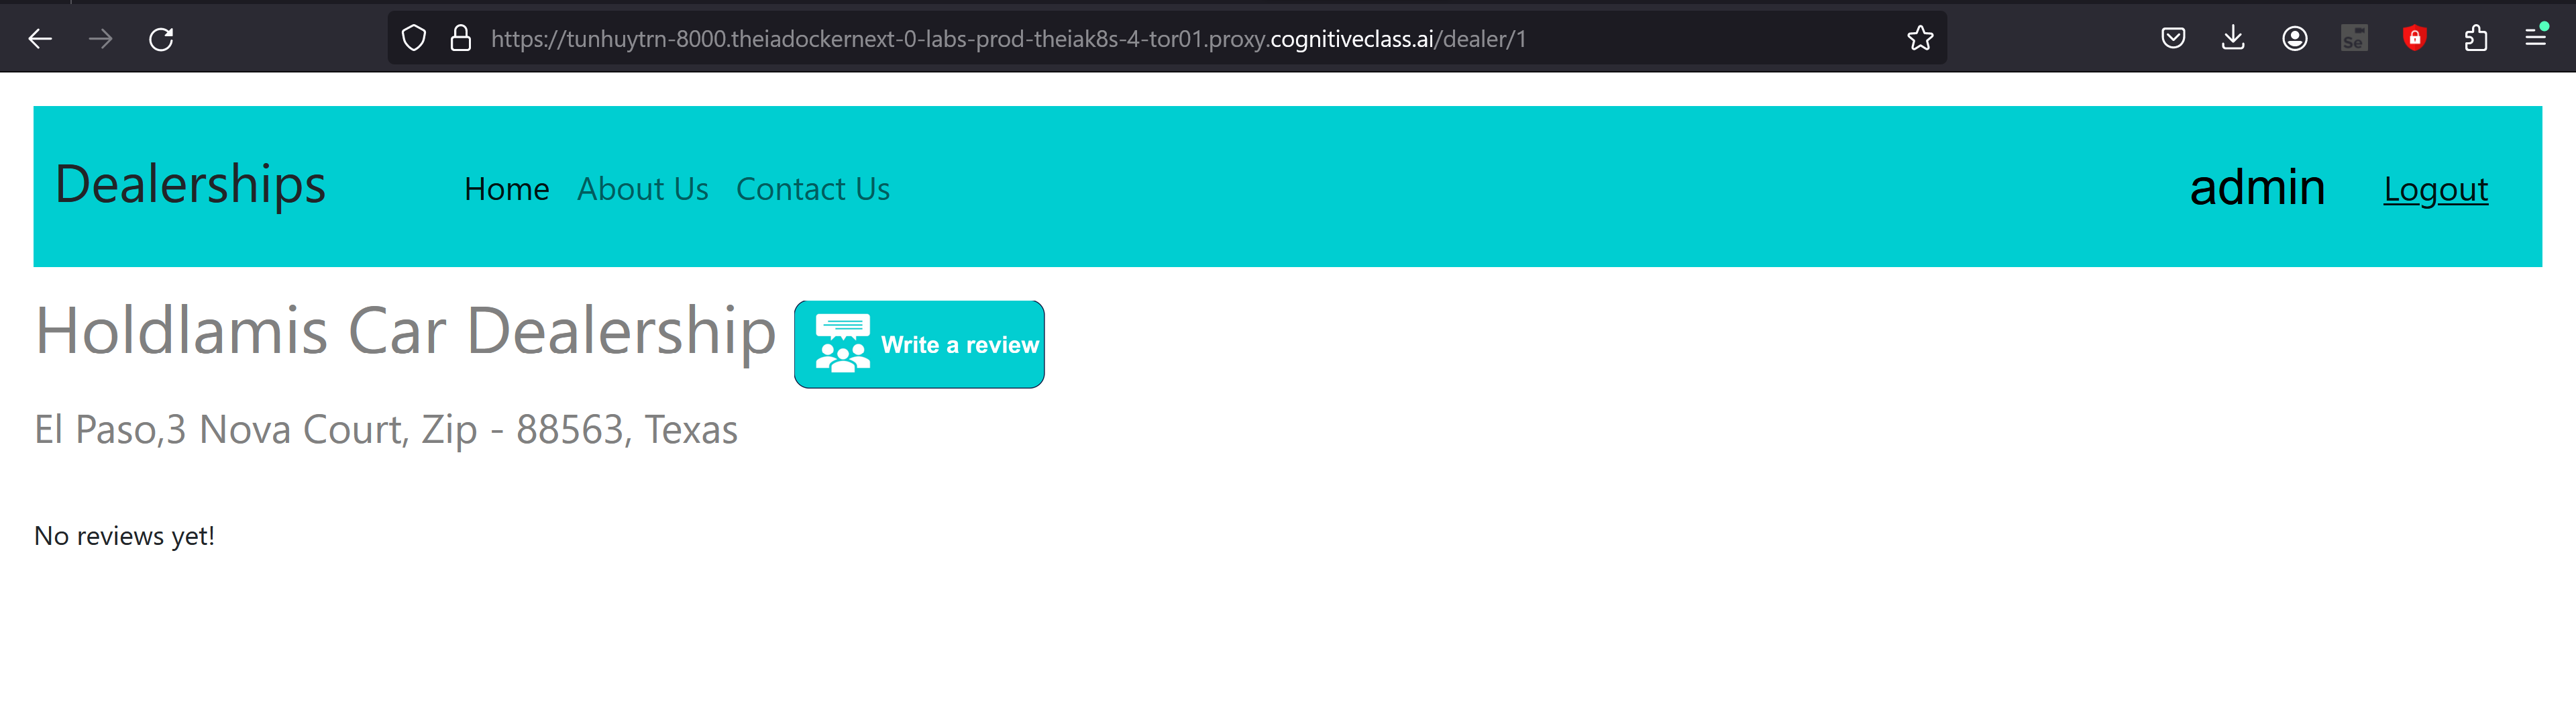 https://tunhuytrn-8000.theiadockernext-0-labs-prod-theiak8s-4-tor01.proxy.cognitiveclass.ai/dealer/1
Se
Dealerships Home About Us Contact Us admin Logout
Holdlamis Car Dealership Write a review
El Paso,3 Nova Court, Zip - 88563, Texas
No reviews yet!